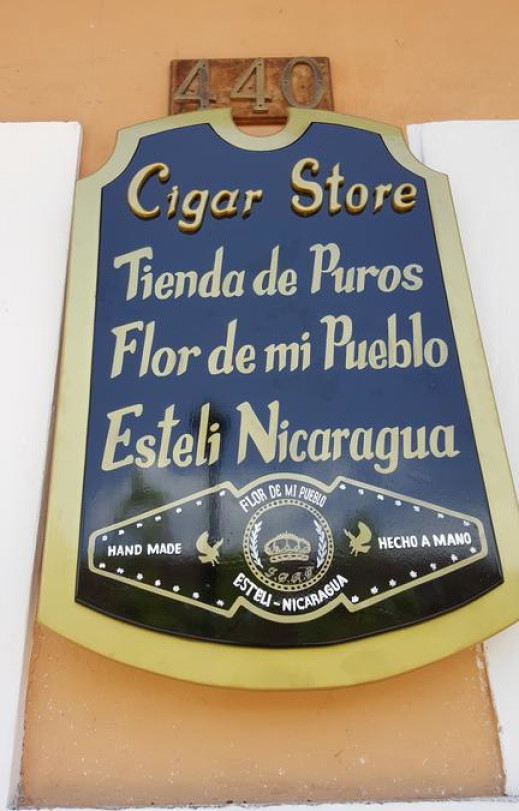 440
Cigar Store
Tienda de Puros
Flor de mi Pueblo
Esteli Nicaragua
FLOR DE MI PUEBLO
HAND MADE
HECHO A MANO
ESTELI - NICARAGUA